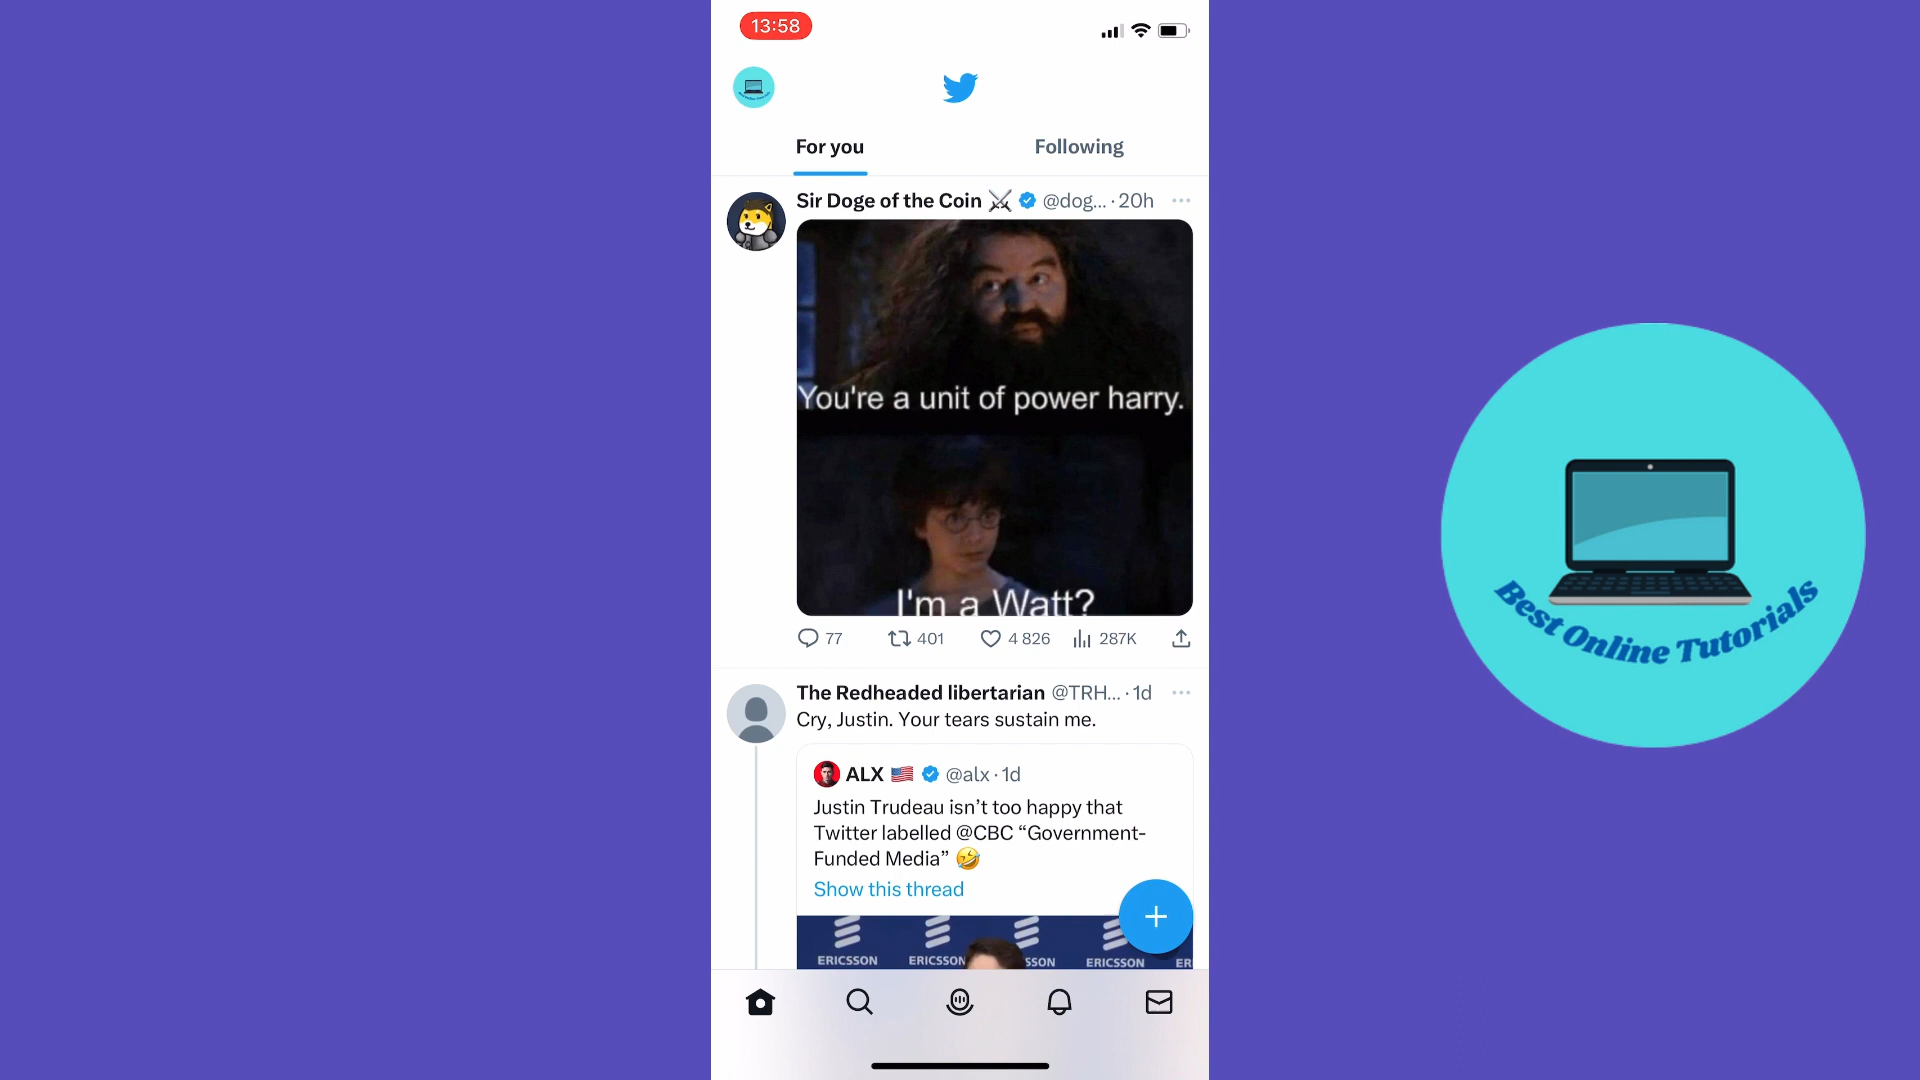 13:58
For you
Following
Sir Doge of the Coin ⚔ @dog... · 20h
You're a unit of power harry.
I'm a Watt?
77
401
4 826
287K
The Redheaded libertarian @TRH... · 1d
Cry, Justin. Your tears sustain me.
ALX 🇺🇸 @alx · 1d
Justin Trudeau isn’t too happy that
Twitter labelled @CBC “Government-
Funded Media” 🤣
Show this thread
ERICSSON ERICSSON SSON ERICSSON ER
Best Online Tutorials